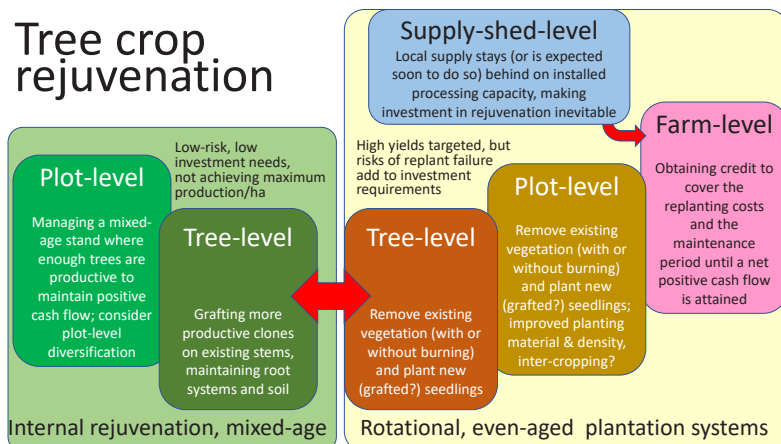 Tree crop
rejuvenation
Supply-shed-level
Local supply stays (or is expected
soon to do so) behind on installed
processing capacity, making
investment in rejuvenation inevitable
Low-risk, low
investment needs,
not achieving maximum
production/ha
Plot-level
Managing a mixed-
age stand where
enough trees are
productive to
maintain positive
cash flow; consider
plot-level
diversification
Tree-level
Grafting more
productive clones
on existing stems,
maintaining root
systems and soil
Internal rejuvenation, mixed-age
High yields targeted, but
risks of replant failure
add to investment
requirements
Tree-level
Remove existing
vegetation (with or
without burning)
and plant new
(grafted?) seedlings
Plot-level
Remove existing
vegetation (with or
without burning)
and plant new
(grafted?) seedlings;
improved planting
material & density,
inter-cropping?
Farm-level
Obtaining credit to
cover the
replanting costs
and the
maintenance
period until a net
positive cash flow
is attained
Rotational, even-aged plantation systems